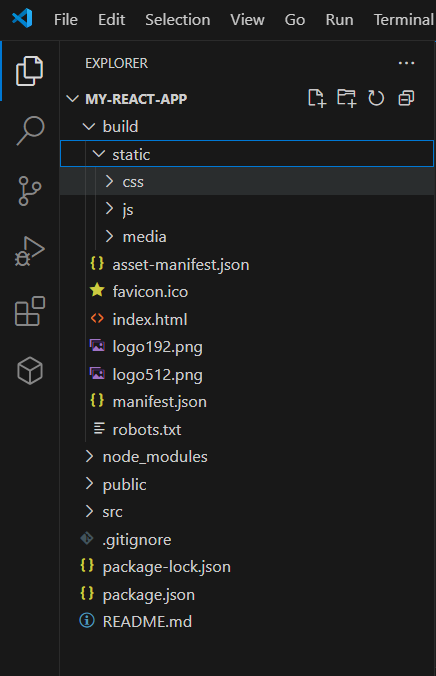 File Edit Selection View Go Run Terminal
EXPLORER
MY-REACT-APP
build
static
css
js
media
asset-manifest.json
favicon.ico
index.html
logo192.png
logo512.png
manifest.json
robots.txt
node_modules
public
src
.gitignore
package-lock.json
package.json
README.md